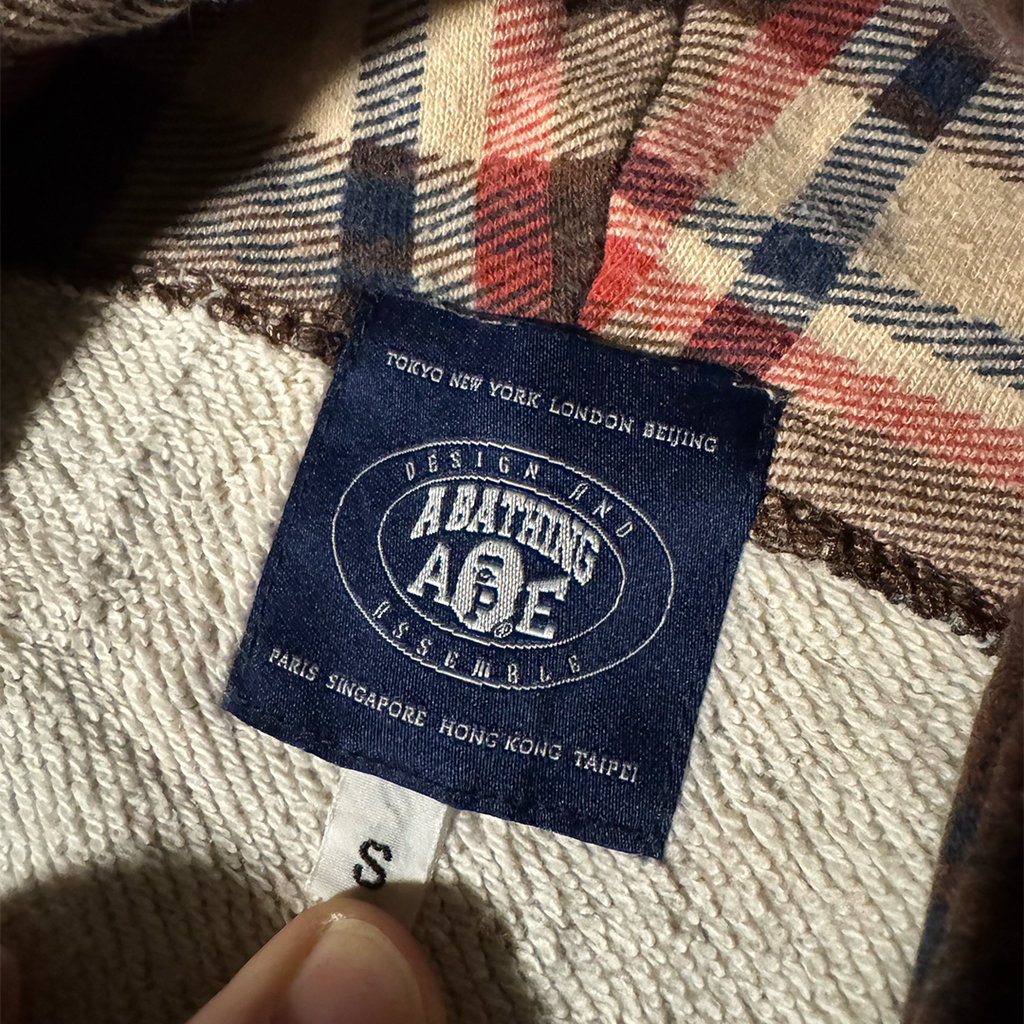 TOKYO NEW YORK LONDON BEIJING
DESIGN AND
A BATHING
APE®
ASSEMBLE
PARIS SINGAPORE HONG KONG TAIPEI
S